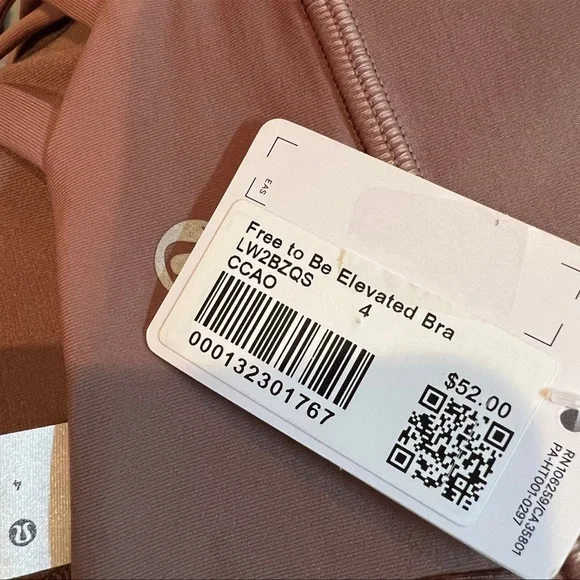 EAS
Free to Be Elevated Bra
LW2BZQS
CCAO 4
000132301767
$52.00
RN106259/CA35801
PA-HT001-0297
4